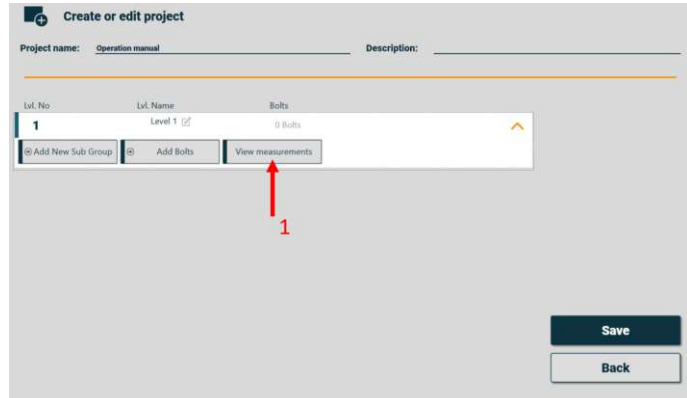 Create or edit project
Project name: Operation manual Description:
Lvl. No Lvl. Name Bolts
1 Level 1 0 Bolts
Add New Sub Group Add Bolts View measurements
1
Save
Back